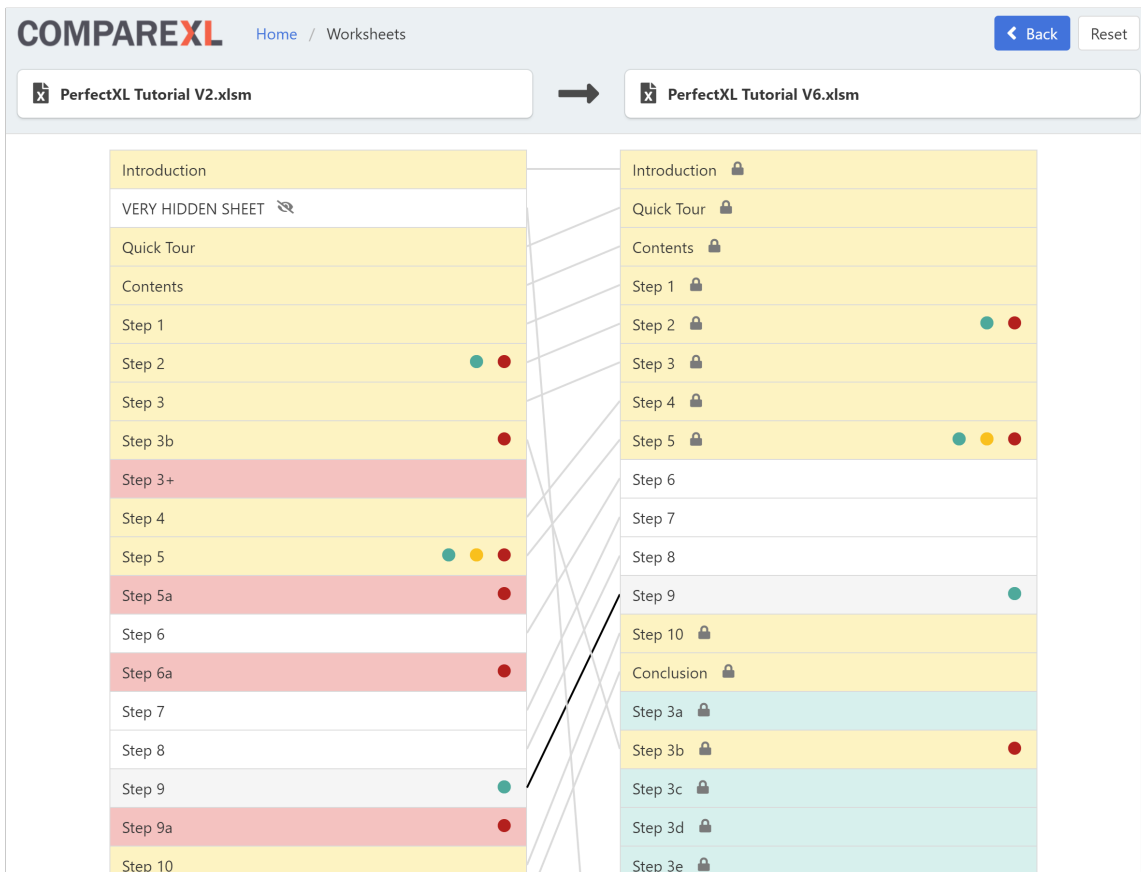 COMPAREXL Home / Worksheets Back Reset
PerfectXL Tutorial V2.xlsm PerfectXL Tutorial V6.xlsm
Introduction Introduction
VERY HIDDEN SHEET Quick Tour
Quick Tour Contents
Contents Step 1
Step 1 Step 2
Step 2 Step 3
Step 3 Step 4
Step 3b Step 5
Step 3+ Step 6
Step 4 Step 7
Step 5 Step 8
Step 5a Step 9
Step 6 Step 10
Step 6a Conclusion
Step 7 Step 3a
Step 8 Step 3b
Step 9 Step 3c
Step 9a Step 3d
Step 10 Step 3e